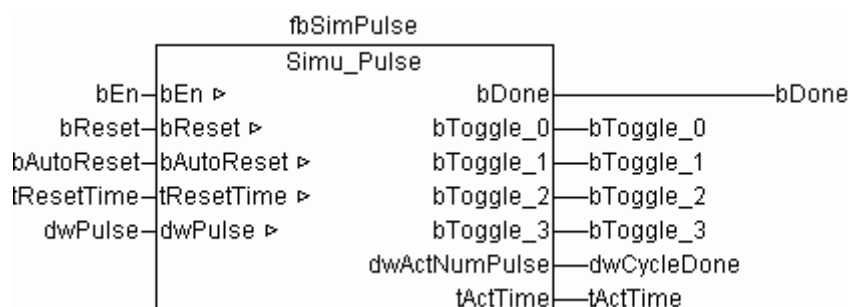 fbSimPulse
Simu_Pulse
bEn bEn ▷ bDone bDone
bReset bReset ▷ bToggle_0 bToggle_0
bAutoReset bAutoReset ▷ bToggle_1 bToggle_1
tResetTime tResetTime ▷ bToggle_2 bToggle_2
dwPulse dwPulse ▷ bToggle_3 bToggle_3
dwActNumPulse dwCycleDone
tActTime tActTime